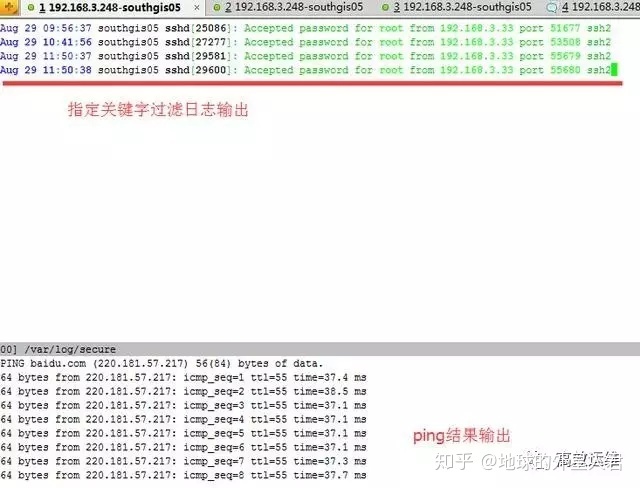 1 192.168.3.248-southgis05 × 2 192.168.3.248-southgis05 3 192.168.3.248-southgis05 4 192.168.3.248
Aug 29 09:56:37 southgis05 sshd[25086]: Accepted password for root from 192.168.3.33 port 51677 ssh2
Aug 29 10:41:56 southgis05 sshd[27277]: Accepted password for root from 192.168.3.33 port 53508 ssh2
Aug 29 11:50:37 southgis05 sshd[29581]: Accepted password for root from 192.168.3.33 port 55679 ssh2
Aug 29 11:50:38 southgis05 sshd[29600]: Accepted password for root from 192.168.3.33 port 55680 ssh2
指定关键字过滤日志输出
00] /var/log/secure
PING baidu.com (220.181.57.217) 56(84) bytes of data.
64 bytes from 220.181.57.217: icmp_seq=1 ttl=55 time=37.4 ms
64 bytes from 220.181.57.217: icmp_seq=2 ttl=55 time=38.5 ms
64 bytes from 220.181.57.217: icmp_seq=3 ttl=55 time=37.1 ms
64 bytes from 220.181.57.217: icmp_seq=4 ttl=55 time=37.1 ms
64 bytes from 220.181.57.217: icmp_seq=5 ttl=55 time=37.1 ms
64 bytes from 220.181.57.217: icmp_seq=6 ttl=55 time=37.1 ms
64 bytes from 220.181.57.217: icmp_seq=7 ttl=55 time=37.3 ms
64 bytes from 220.181.57.217: icmp_seq=8 ttl=55 time=37.7 ms
ping结果输出
高效运维
知乎 @地球的